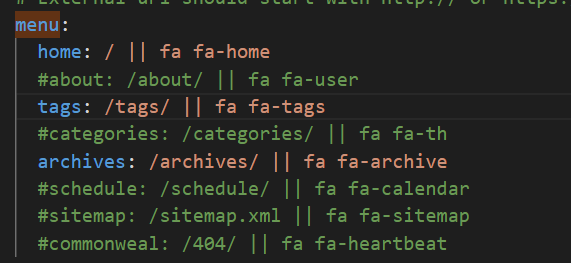 # External url should start with http:// or https:
menu:
home: / || fa fa-home
#about: /about/ || fa fa-user
tags: /tags/ || fa fa-tags
#categories: /categories/ || fa fa-th
archives: /archives/ || fa fa-archive
#schedule: /schedule/ || fa fa-calendar
#sitemap: /sitemap.xml || fa fa-sitemap
#commonweal: /404/ || fa fa-heartbeat